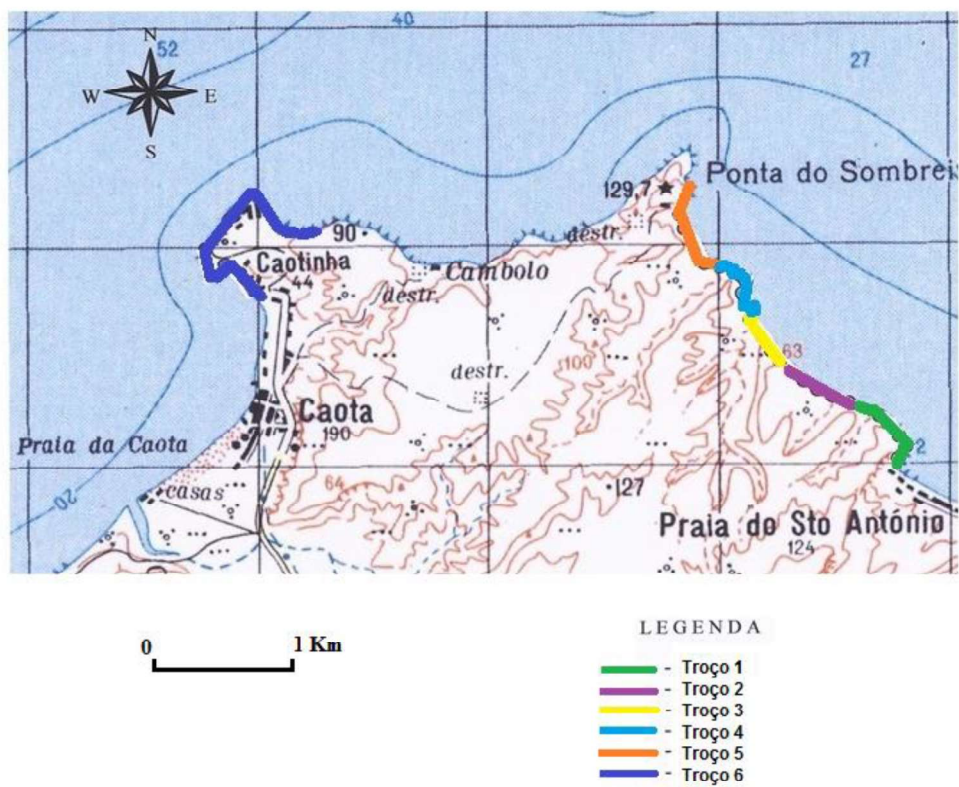 40
N
52
27
W E
S
Ponta do Sombrei
129,7
destr.
90
Caotinha
44
Cambolo
destr.
63
100
destr.
Caota
190
Praia da Caota
2
64
127
20
casas
Praia do Sto António
124
0 1 Km
LEGENDA
- Troço 1
- Troço 2
- Troço 3
- Troço 4
- Troço 5
- Troço 6